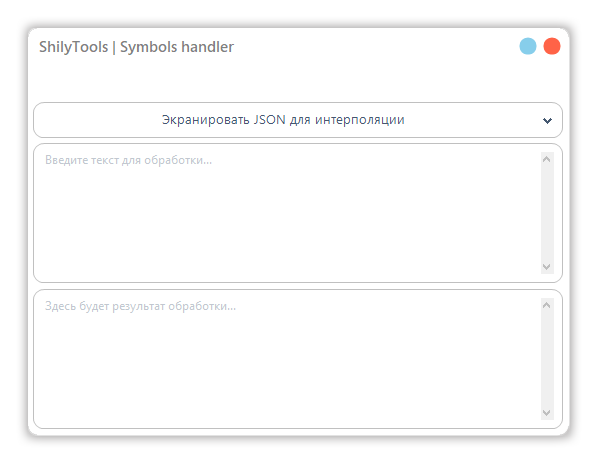 ShilyTools | Symbols handler
Экранировать JSON для интерполяции
Введите текст для обработки...
Здесь будет результат обработки...